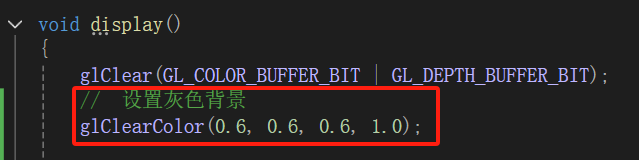 void display()
{
glClear(GL_COLOR_BUFFER_BIT | GL_DEPTH_BUFFER_BIT);
// 设置灰色背景
glClearColor(0.6, 0.6, 0.6, 1.0);